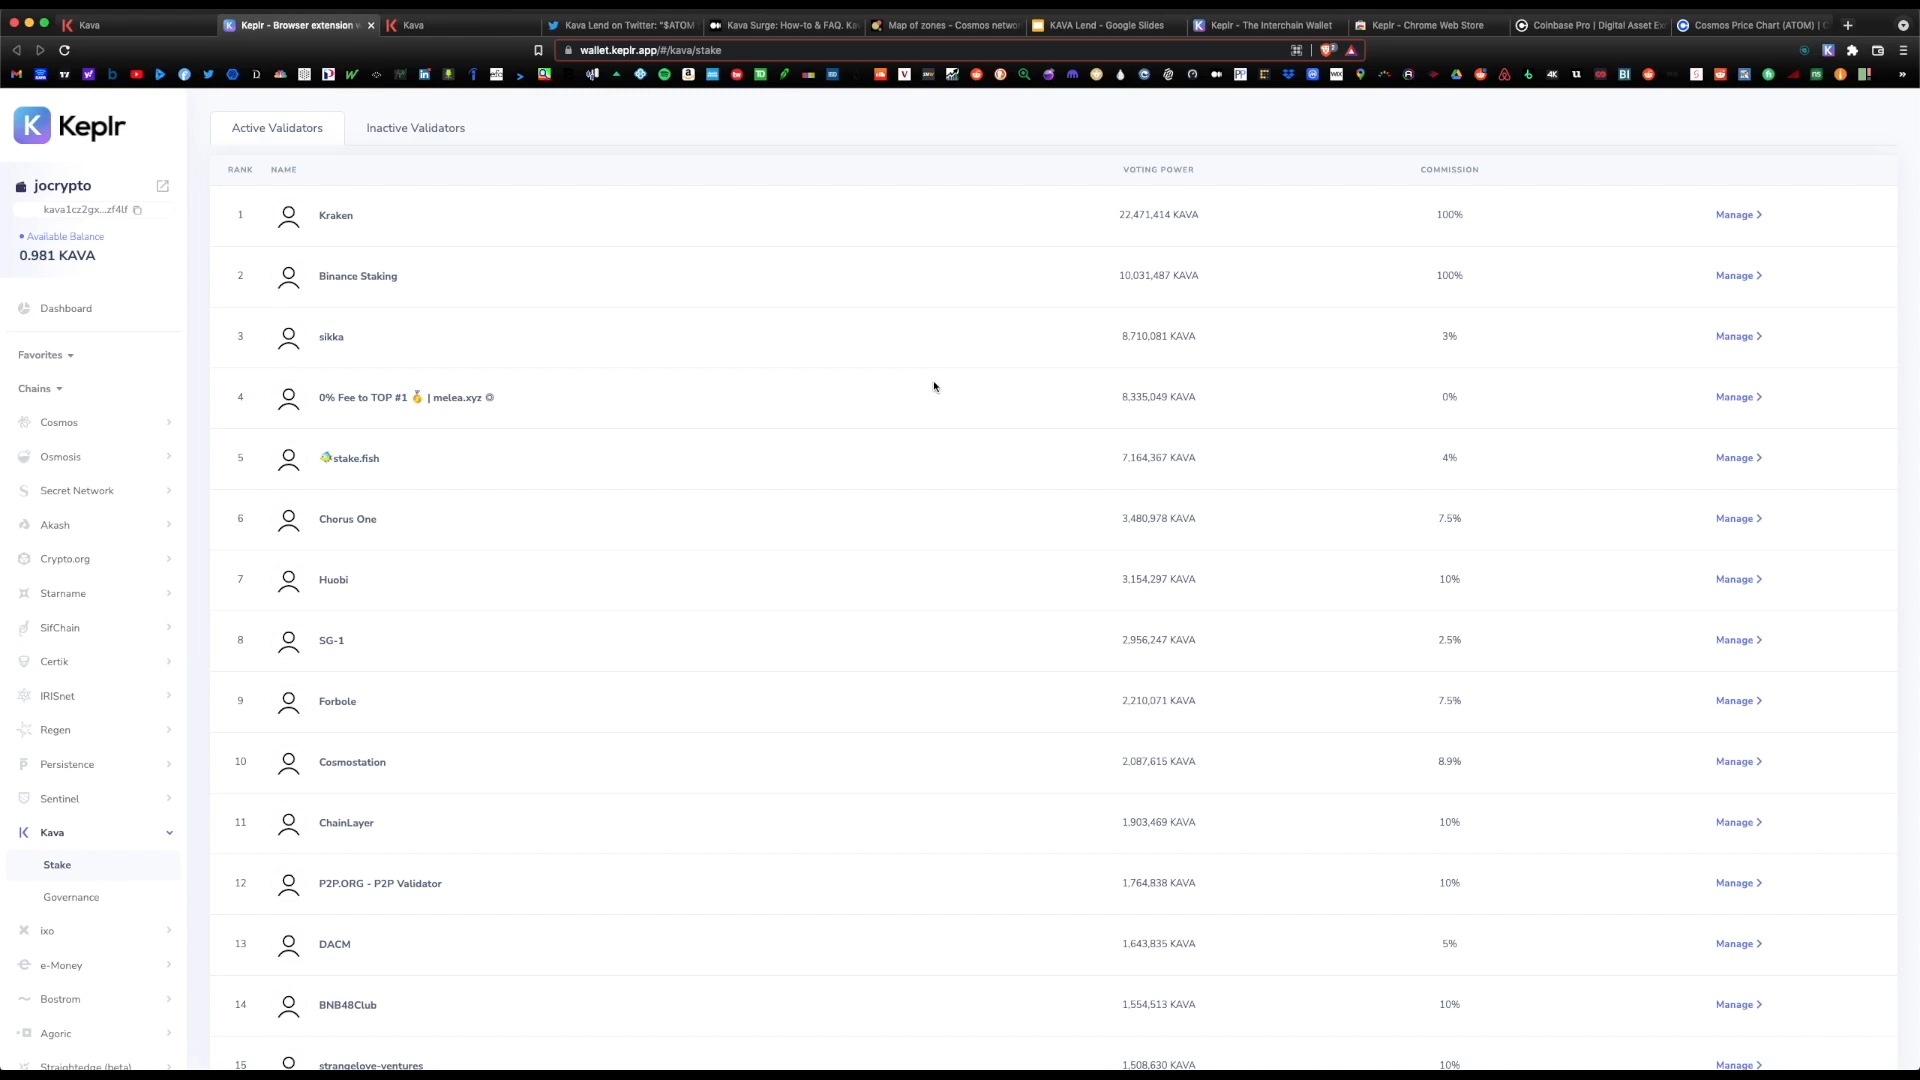 Kava
Keplr - Browser extension w
Kava
Kava Lend on Twitter: "$ATOM
Kava Surge: How-to & FAQ. Ka
Map of zones - Cosmos networ
KAVA Lend - Google Slides
Keplr - The Interchain Wallet
Keplr - Chrome Web Store
Coinbase Pro | Digital Asset Ex
Cosmos Price Chart (ATOM) | C
wallet.keplr.app/#/kava/stake
Keplr
jocrypto
kava1cz2gx...zf4lf
Available Balance
0.981 KAVA
Dashboard
Favorites
Chains
Cosmos
Osmosis
Secret Network
Akash
Crypto.org
Starname
SifChain
Certik
IRISnet
Regen
Persistence
Sentinel
Kava
Stake
Governance
ixo
e-Money
Bostrom
Agoric
Straightedge (beta)
Active Validators Inactive Validators
RANK NAME VOTING POWER COMMISSION
1 Kraken 22,471,414 KAVA 100% Manage
2 Binance Staking 10,031,487 KAVA 100% Manage
3 sikka 8,710,081 KAVA 3% Manage
4 0% Fee to TOP #1 🥇 | melea.xyz ⚙ 8,335,049 KAVA 0% Manage
5 🐠stake.fish 7,164,367 KAVA 4% Manage
6 Chorus One 3,480,978 KAVA 7.5% Manage
7 Huobi 3,154,297 KAVA 10% Manage
8 SG-1 2,956,247 KAVA 2.5% Manage
9 Forbole 2,210,071 KAVA 7.5% Manage
10 Cosmostation 2,087,615 KAVA 8.9% Manage
11 ChainLayer 1,903,469 KAVA 10% Manage
12 P2P.ORG - P2P Validator 1,764,838 KAVA 10% Manage
13 DACM 1,643,835 KAVA 5% Manage
14 BNB48Club 1,554,513 KAVA 10% Manage
15 strangelove-ventures 1,508,630 KAVA 10% Manage